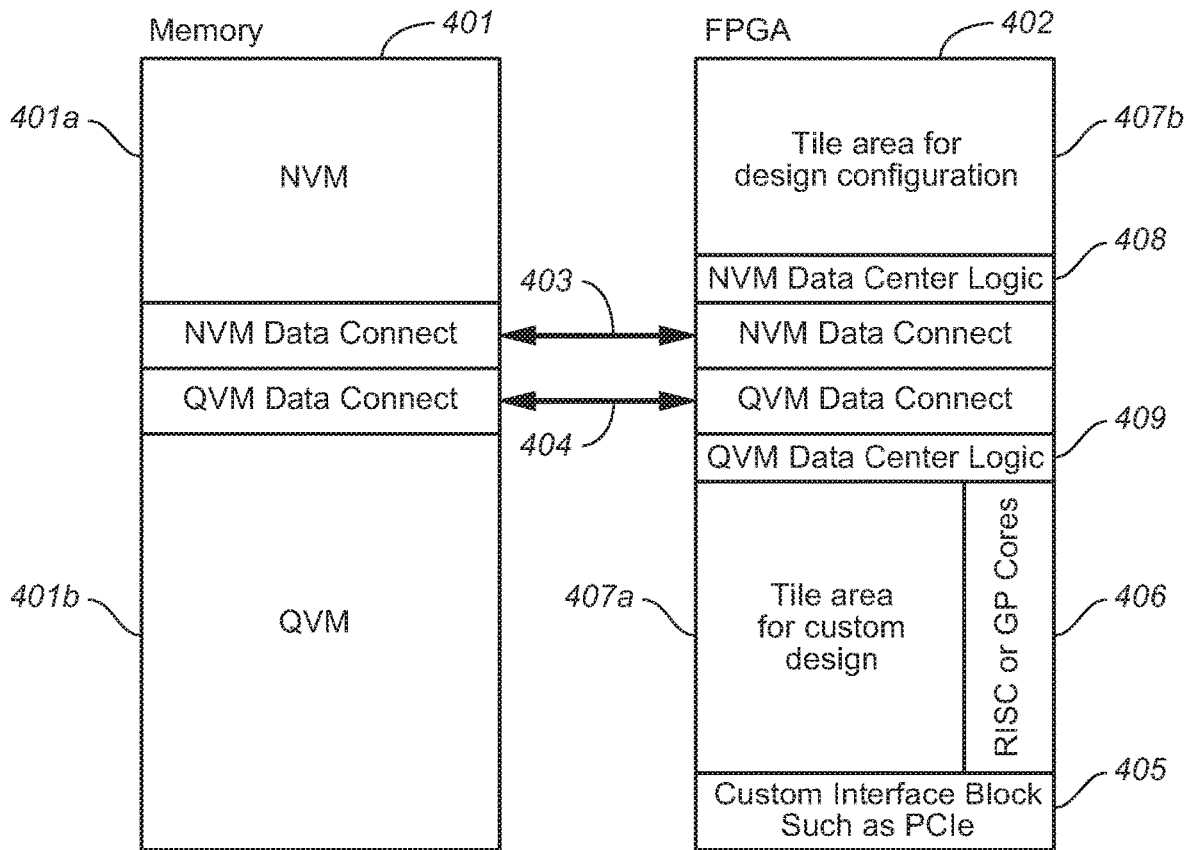 Memory
401
FPGA
402
401a
NVM
Tile area for
design configuration
407b
408
NVM Data Center Logic
403
NVM Data Connect
NVM Data Connect
QVM Data Connect
QVM Data Connect
404
409
QVM Data Center Logic
401b
QVM
407a
Tile area
for custom
design
RISC or GP Cores
406
405
Custom Interface Block
Such as PCIe